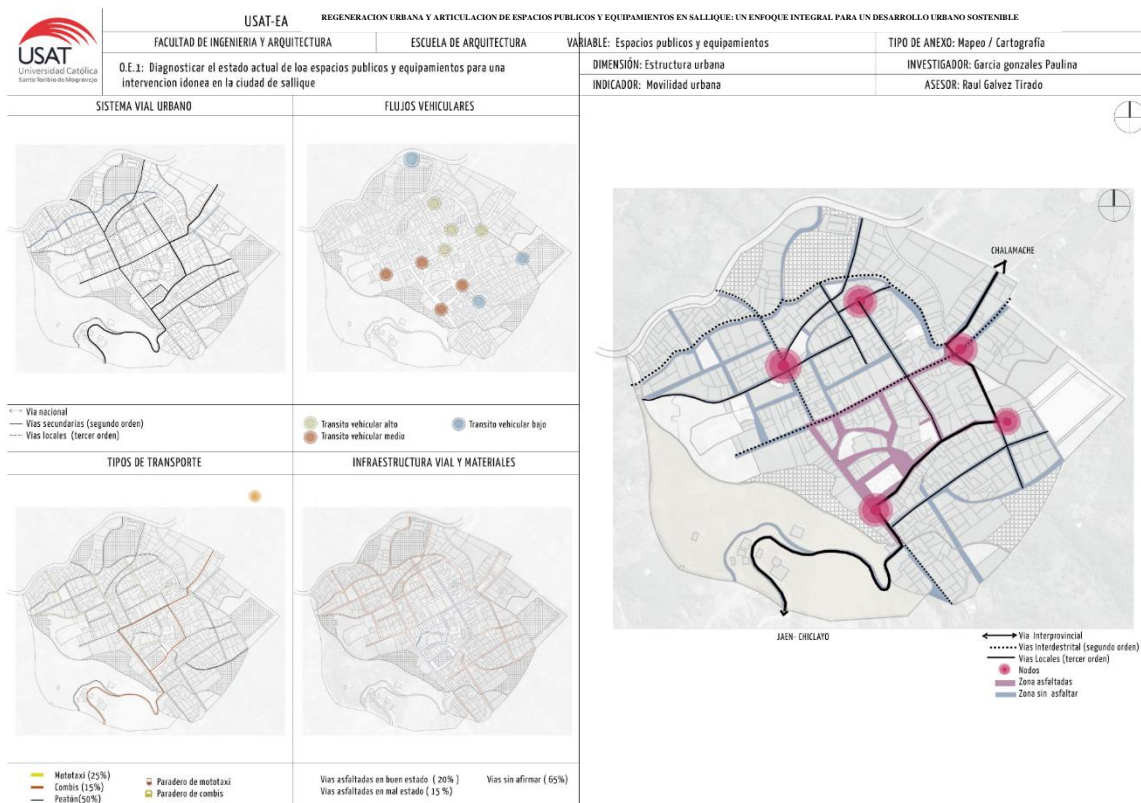 USAT-EA
REGENERACION URBANA Y ARTICULACION DE ESPACIOS PUBLICOS Y EQUIPAMIENTOS EN SALLIQUE: UN ENFOQUE INTEGRAL PARA UN DESARROLLO URBANO SOSTENIBLE
USAT
Universidad Católica
Santo Toribio de Mogrovejo
FACULTAD DE INGENIERIA Y ARQUITECTURA
ESCUELA DE ARQUITECTURA
VARIABLE: Espacios publicos y equipamientos
TIPO DE ANEXO: Mapeo / Cartografía
O.E.1: Diagnosticar el estado actual de loa espacios publicos y equipamientos para una
intervencion idonea en la ciudad de sallique
DIMENSIÓN: Estructura urbana
INVESTIGADOR: Garcia gonzales Paulina
INDICADOR: Movilidad urbana
ASESOR: Raul Galvez Tirado
SISTEMA VIAL URBANO
FLUJOS VEHICULARES
Via nacional
Vias secundarias (segundo orden)
Vias locales (tercer orden)
Transito vehicular alto
Transito vehicular medio
Transito vehicular bajo
TIPOS DE TRANSPORTE
INFRAESTRUCTURA VIAL Y MATERIALES
Mototaxi (25%)
Combis (15%)
Peatón(50%)
Paradero de mototaxi
Paradero de combis
Vias asfaltadas en buen estado ( 20% )
Vias asfaltadas en mal estado ( 15 %)
Vias sin afirmar ( 65%)
CHALAMACHE
JAEN- CHICLAYO
Via Interprovincial
Vias Interdestrital (segundo orden)
Vias Locales (tercer orden)
Nodos
Zona asfaltadas
Zona sin asfaltar